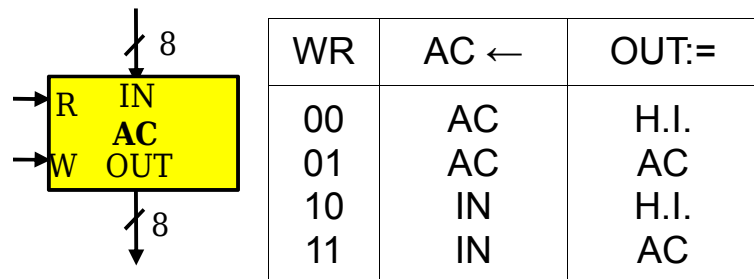 8
R IN
AC
W OUT
8
WR AC ← OUT:=
00 AC H.I.
01 AC AC
10 IN H.I.
11 IN AC